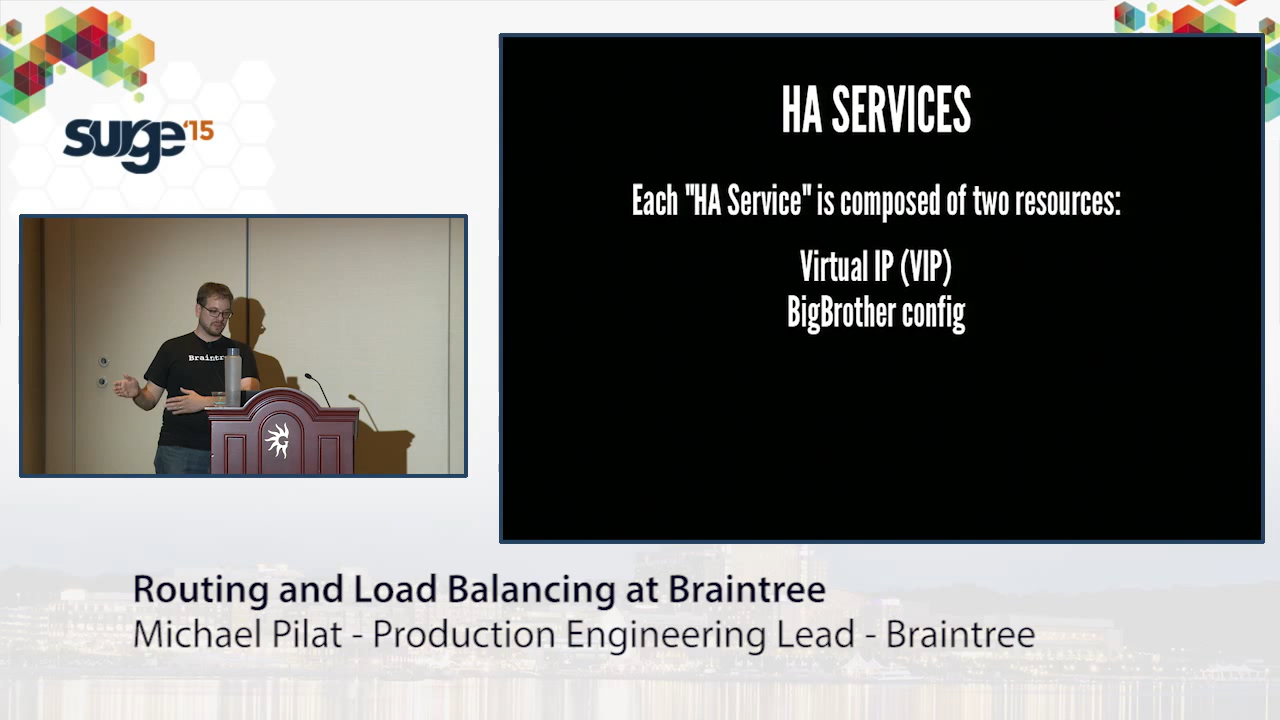 surge '15
HA SERVICES
Each "HA Service" is composed of two resources:
Virtual IP (VIP)
BigBrother config
Braintr
Routing and Load Balancing at Braintree
Michael Pilat - Production Engineering Lead - Braintree